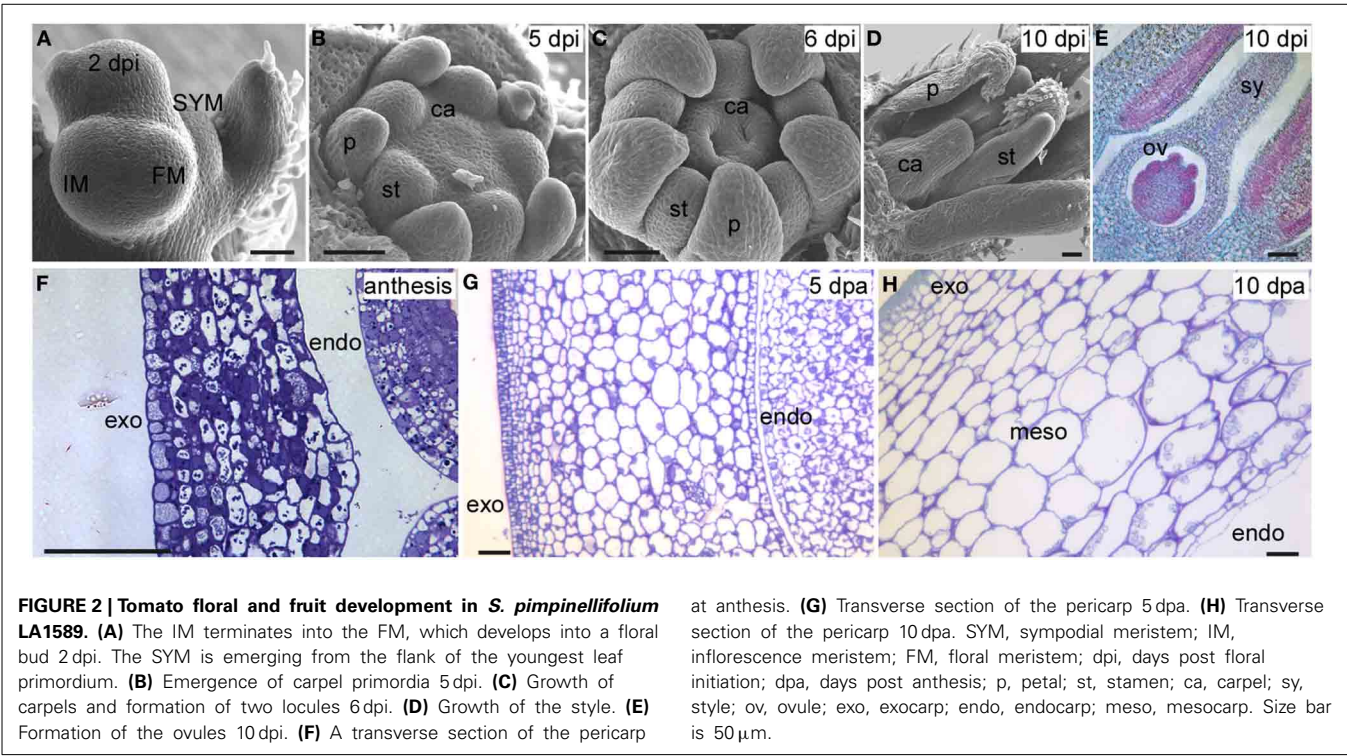 A
2 dpi
SYM
IM
FM
B
5 dpi
ca
p
st
C
6 dpi
ca
st
p
D
10 dpi
p
ca
st
E
10 dpi
sy
ov
F
anthesis
endo
exo
G
5 dpa
endo
exo
H
exo
10 dpa
meso
endo
FIGURE 2 | Tomato floral and fruit development in S. pimpinellifolium
LA1589. (A) The IM terminates into the FM, which develops into a floral
bud 2 dpi. The SYM is emerging from the flank of the youngest leaf
primordium. (B) Emergence of carpel primordia 5 dpi. (C) Growth of
carpels and formation of two locules 6 dpi. (D) Growth of the style. (E)
Formation of the ovules 10 dpi. (F) A transverse section of the pericarp
at anthesis. (G) Transverse section of the pericarp 5 dpa. (H) Transverse
section of the pericarp 10 dpa. SYM, sympodial meristem; IM,
inflorescence meristem; FM, floral meristem; dpi, days post floral
initiation; dpa, days post anthesis; p, petal; st, stamen; ca, carpel; sy,
style; ov, ovule; exo, exocarp; endo, endocarp; meso, mesocarp. Size bar
is 50 μm.